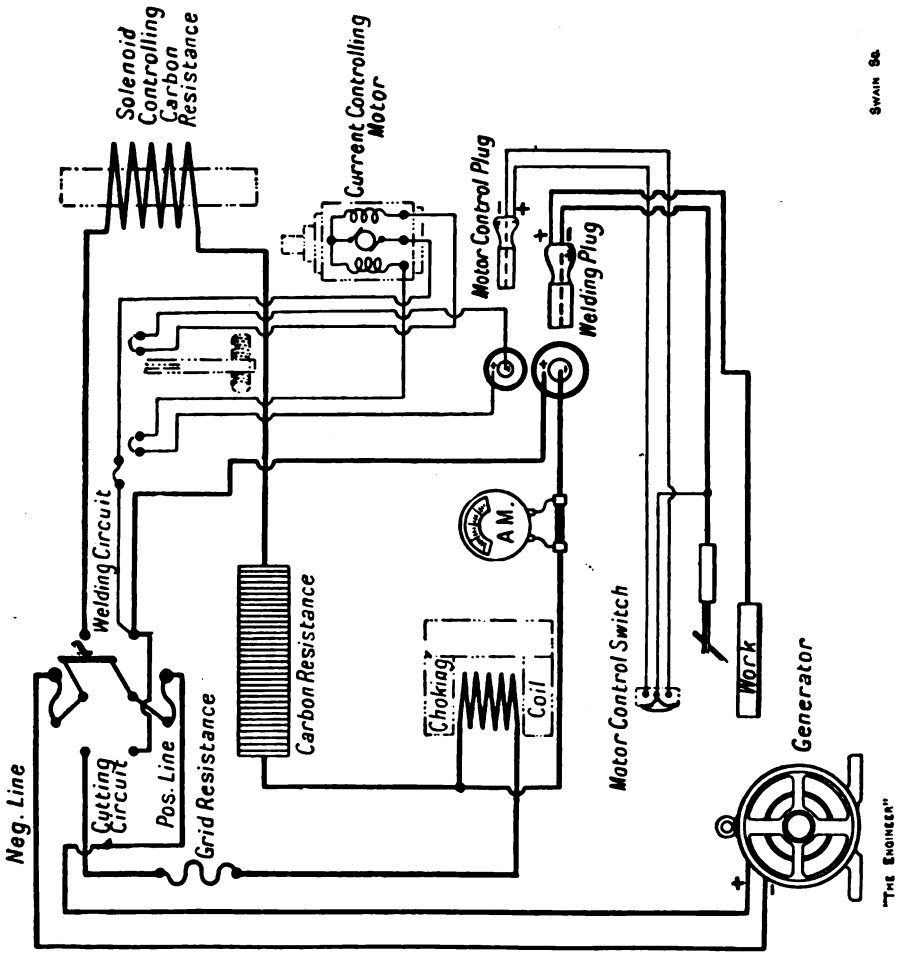 Solenoid
Controlling
Carbon
Resistance
Current Controlling
Motor
Motor Control Plug
Welding Plug
Welding Circuit
Neg. Line
Cutting
Circuit
Pos. Line
Grid Resistance
Carbon Resistance
Choking
Coil
A M.
Motor Control Switch
Work
Generator
+
-
+
-
+
-
"THE ENGINEER"
SWAIN Sc.